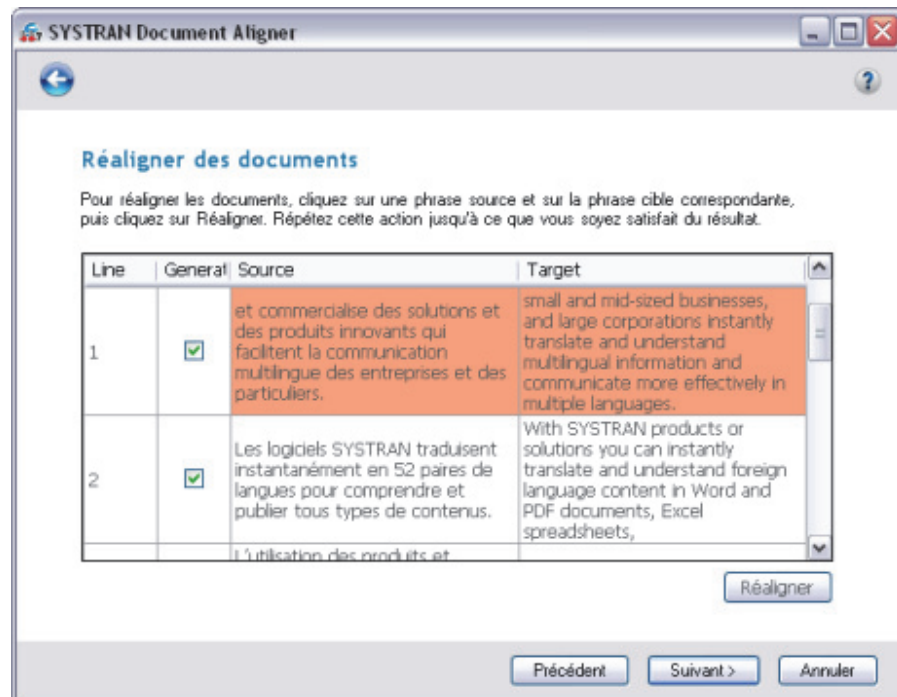 SYSTRAN Document Aligner
Réaligner des documents
Pour réaligner les documents, cliquez sur une phrase source et sur la phrase cible correspondante,
puis cliquez sur Réaligner. Répétez cette action jusqu'à ce que vous soyez satisfait du résultat.
Line Generat Source Target
1
et commercialise des solutions et
des produits innovants qui
facilitent la communication
multilingue des entreprises et des
particuliers.
small and mid-sized businesses,
and large corporations instantly
translate and understand
multilingual information and
communicate more effectively in
multiple languages.
2
Les logiciels SYSTRAN traduisent
instantanément en 52 paires de
langues pour comprendre et
publier tous types de contenus.
With SYSTRAN products or
solutions you can instantly
translate and understand foreign
language content in Word and
PDF documents, Excel
spreadsheets,
L'utilisation des produits et
Réaligner
Précédent Suivant > Annuler